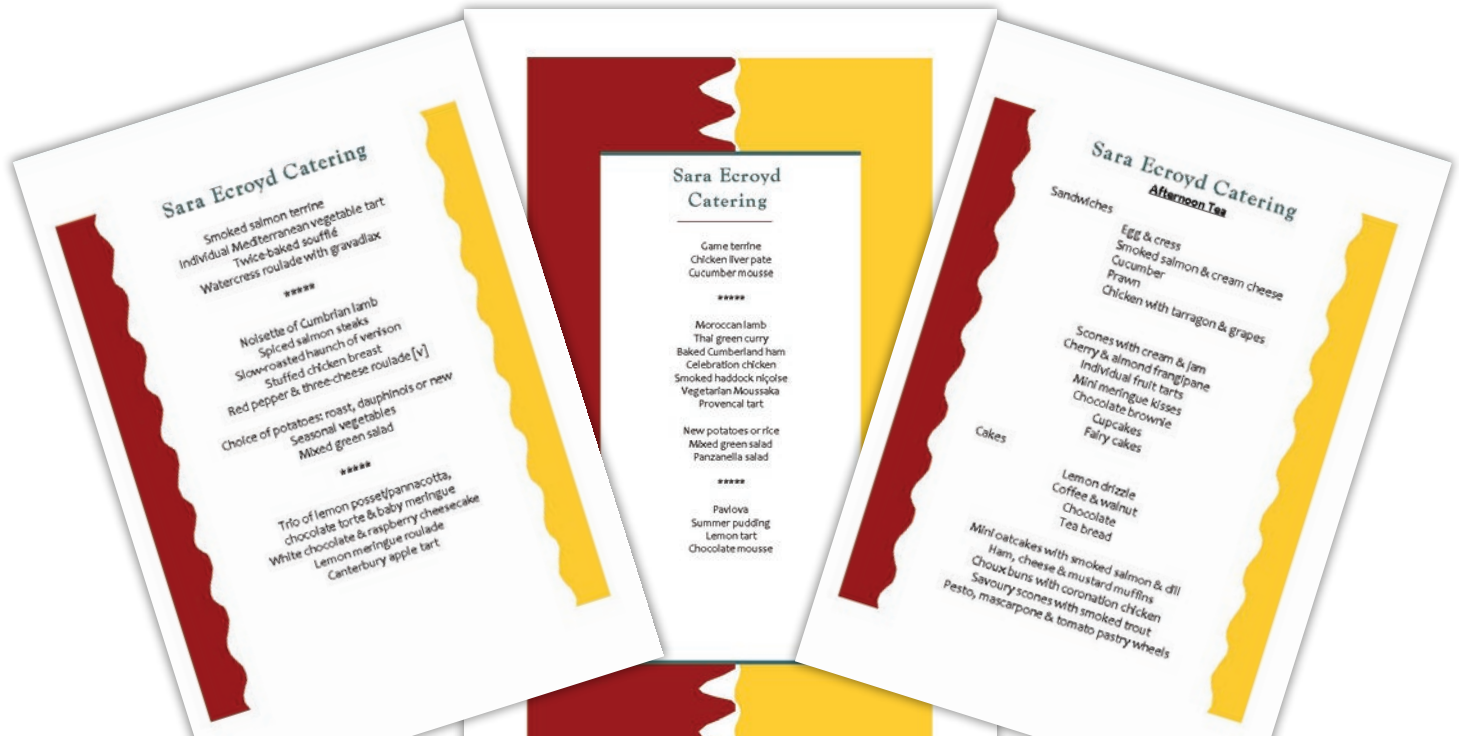 Sara Ecroyd Catering
Smoked salmon terrine
Individual Mediterranean vegetable tart
Twice-baked soufflé
Watercress roulade with gravadlax
*****
Noisette of Cumbrian lamb
Spiced salmon steaks
Slow-roasted haunch of venison
Stuffed chicken breast
Red pepper & three-cheese roulade [v]
Choice of potatoes: roast, dauphinois or new
Seasonal vegetables
Mixed green salad
*****
Trio of lemon posset/pannacotta,
chocolate torte & baby meringue
White chocolate & raspberry cheesecake
Lemon meringue roulade
Canterbury apple tart
Sara Ecroyd
Catering
Game terrine
Chicken liver pate
Cucumber mousse
*****
Moroccan lamb
Thai green curry
Baked Cumberland ham
Celebration chicken
Smoked haddock niçoise
Vegetarian Moussaka
Provencal tart
New potatoes or rice
Mixed green salad
Panzanella salad
*****
Pavlova
Summer pudding
Lemon tart
Chocolate mousse
Sara Ecroyd Catering
Afternoon Tea
Sandwiches
Egg & cress
Smoked salmon & cream cheese
Cucumber
Prawn
Chicken with tarragon & grapes
Scones with cream & jam
Cherry & almond frangipane
Individual fruit tarts
Mini meringue kisses
Chocolate brownie
Cupcakes
Fairy cakes
Cakes
Lemon drizzle
Coffee & walnut
Chocolate
Tea bread
Mini oatcakes with smoked salmon & dill
Ham, cheese & mustard muffins
Choux buns with coronation chicken
Savoury scones with smoked trout
Pesto, mascarpone & tomato pastry wheels